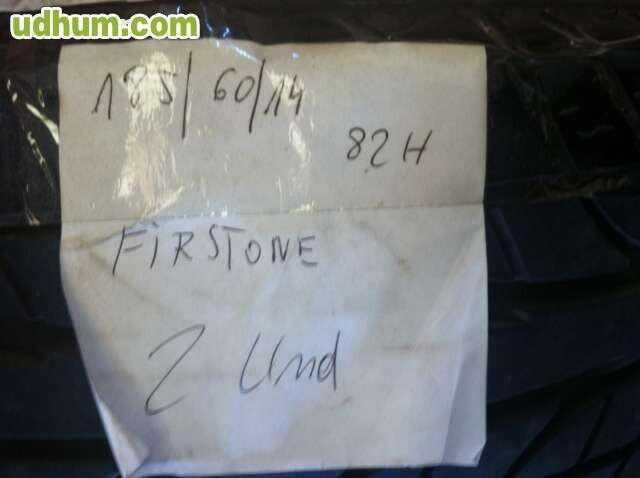 udhum.com
185/60/14
82H
FiRSTONE
2 Und